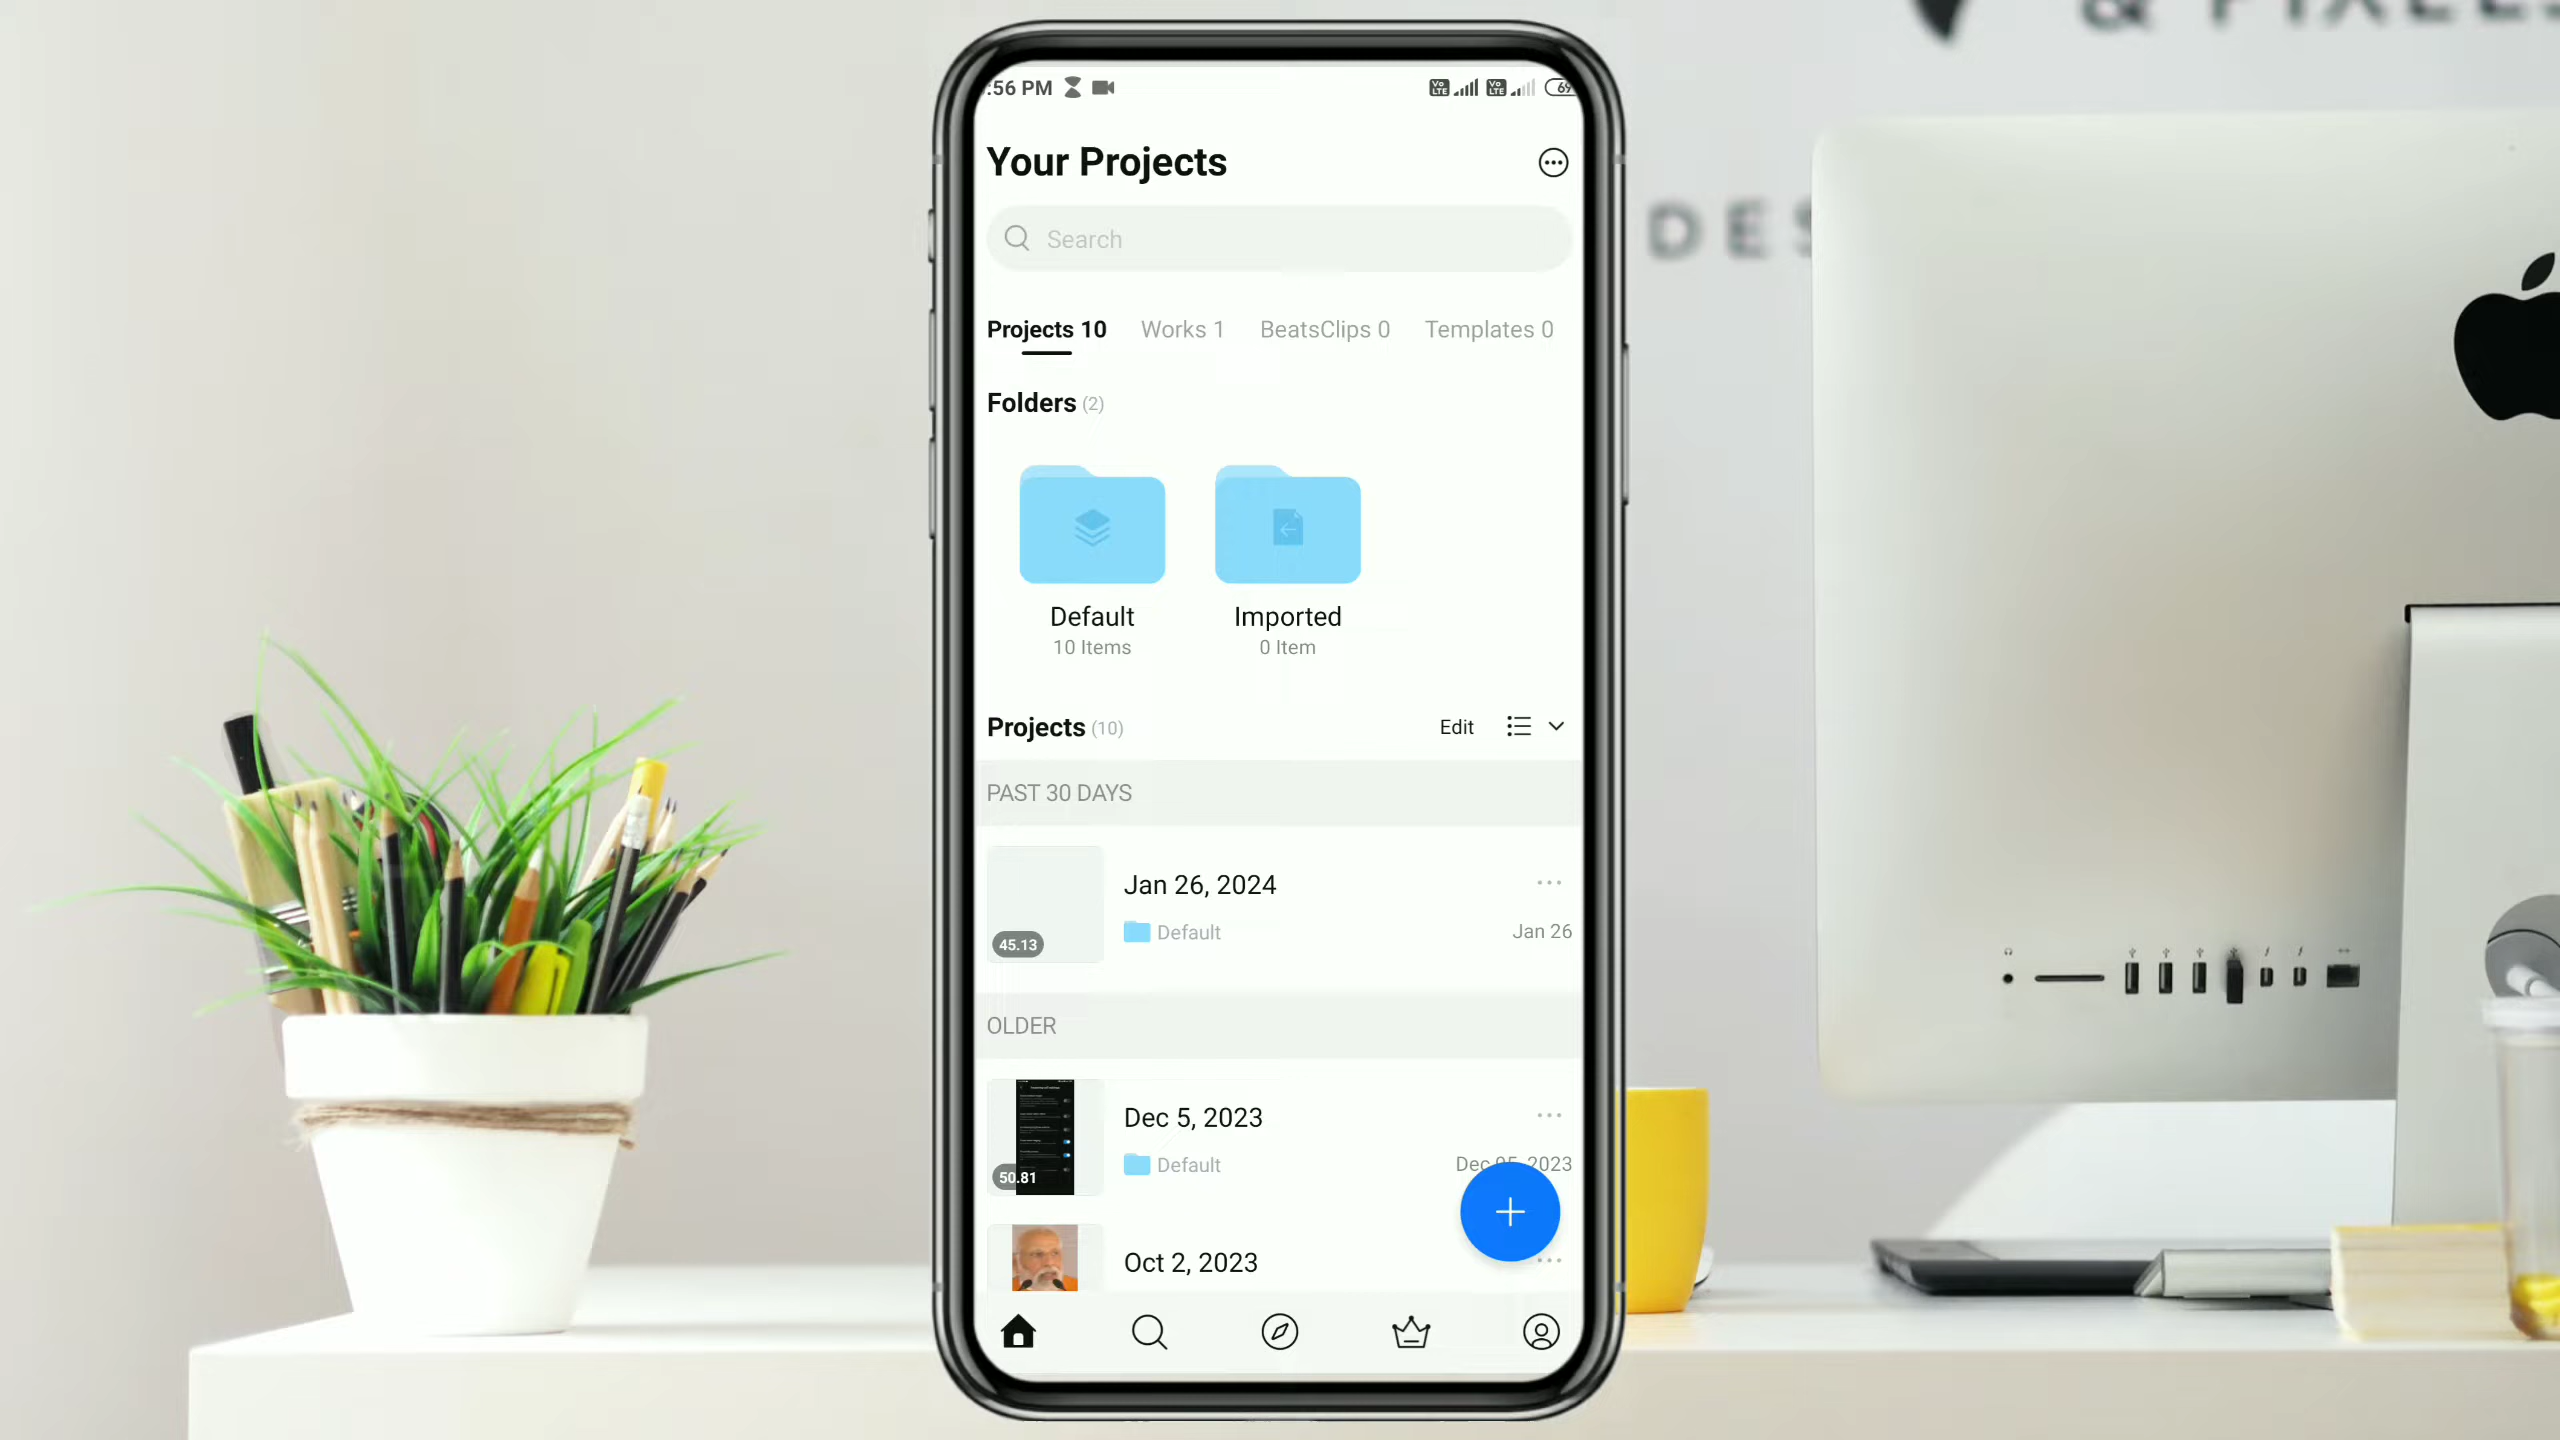 :56 PM
Your Projects
Search
Projects 10 Works 1 BeatsClips 0 Templates 0
Folders (2)
Default
10 Items
Imported
0 Item
Projects (10) Edit
PAST 30 DAYS
45.13
Jan 26, 2024
Default Jan 26
OLDER
50.81
Dec 5, 2023
Default
Oct 2, 2023
DES